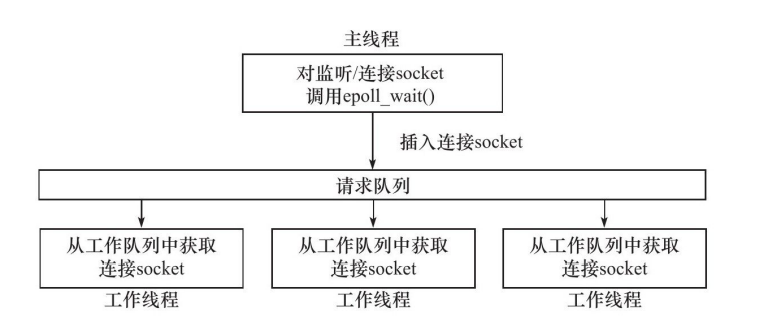 主线程
对监听/连接socket
调用epoll_wait()
插入连接socket
请求队列
从工作队列中获取
连接socket
从工作队列中获取
连接socket
从工作队列中获取
连接socket
工作线程
工作线程
工作线程